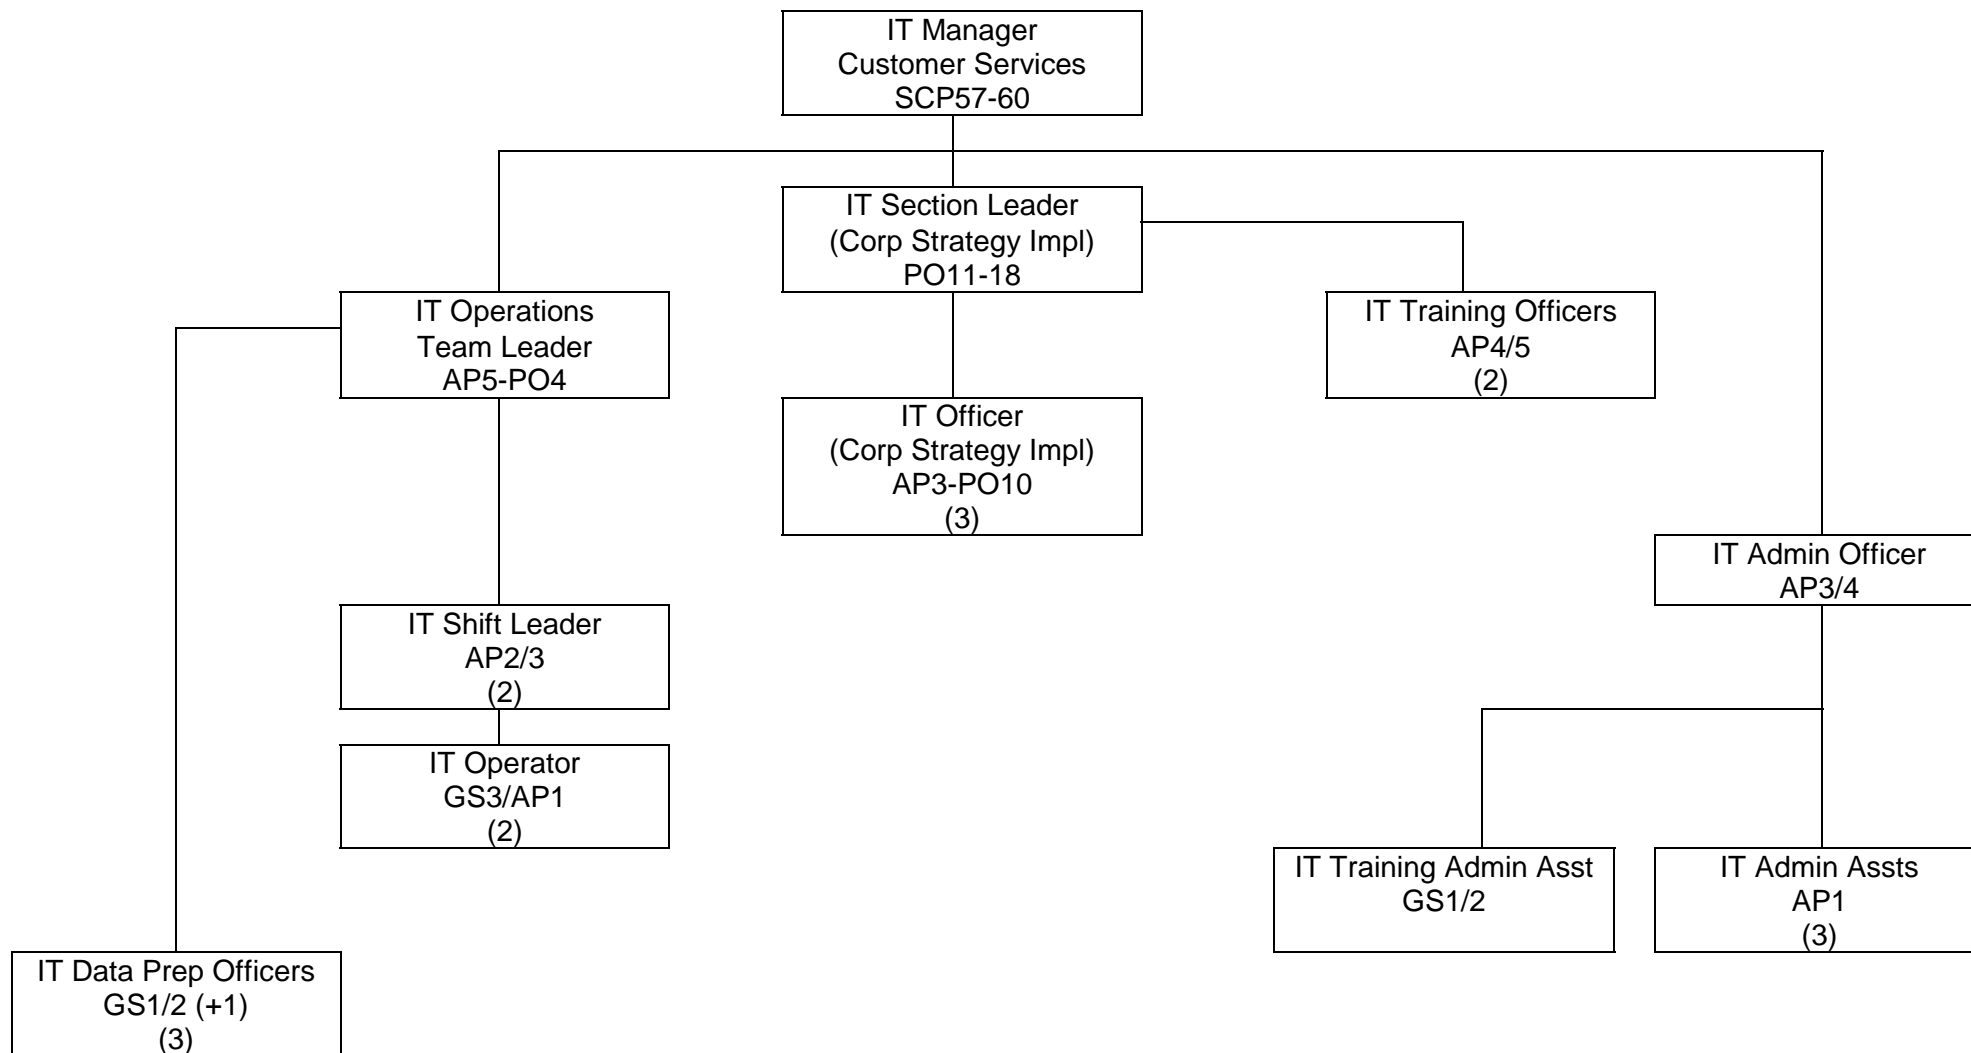 IT Manager
Customer Services
SCP57-60
IT Section Leader
(Corp Strategy Impl)
PO11-18
IT Operations
Team Leader
AP5-PO4
IT Training Officers
AP4/5
(2)
IT Officer
(Corp Strategy Impl)
AP3-PO10
(3)
IT Admin Officer
AP3/4
IT Shift Leader
AP2/3
(2)
IT Operator
GS3/AP1
(2)
IT Training Admin Asst
GS1/2
IT Admin Assts
AP1
(3)
IT Data Prep Officers
GS1/2 (+1)
(3)